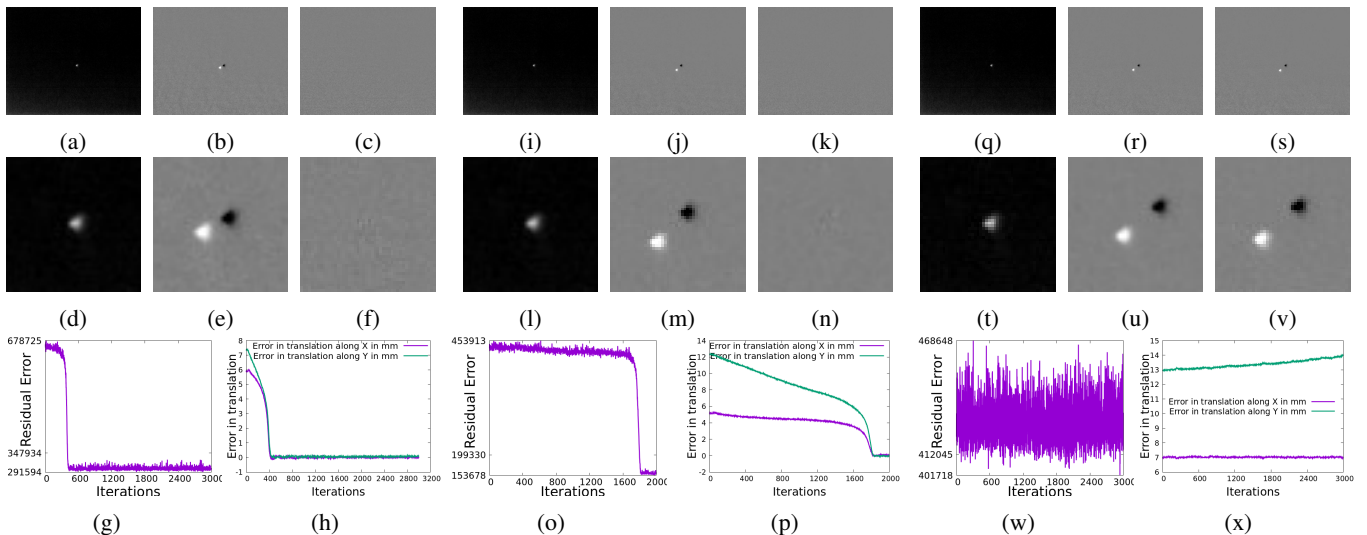 (a) (b) (c) (i) (j) (k) (q) (r) (s)
(d) (e) (f) (l) (m) (n) (t) (u) (v)
678725
347934
291594
Residual Error
0 600 1200 1800 2400 3000
Iterations
(g)
8
7
6
5
4
3
2
1
0
-1
Error in translation
Error in translation along X in mm
Error in translation along Y in mm
0 400 800 1200 1800 2400 3000
Iterations
(h)
453913
199330
153678
Residual Error
0 400 800 1200 1600 2000
Iterations
(o)
14
12
10
8
6
4
2
0
-2
Error in translation
Error in translation along X in mm
Error in translation along Y in mm
0 400 800 1200 1600 2000
Iterations
(p)
468648
412045
401718
Residual Error
0 600 1200 1800 2400 3000
Iterations
(w)
15
14
13
12
11
10
9
8
7
6
Error in translation
Error in translation along X in mm
Error in translation along Y in mm
0 600 1200 1800 2400 3000
Iterations
(x)